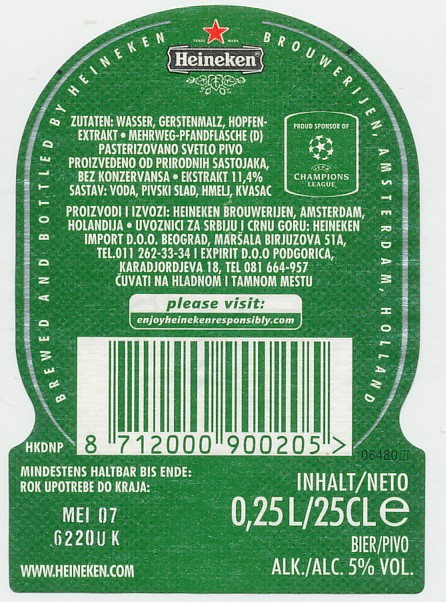 BREWED AND BOTTLED BY HEINEKEN BROUWERIJEN, AMSTERDAM, HOLLAND
TRADE MARK
Heineken®
ZUTATEN: WASSER, GERSTENMALZ, HOPFEN-
EXTRAKT • MEHRWEG-PFANDFLASCHE (D)
PASTERIZOVANO SVETLO PIVO
PROIZVEDENO OD PRIRODNIH SASTOJAKA,
BEZ KONZERVANSA • EKSTRAKT 11,4%
SASTAV: VODA, PIVSKI SLAD, HMELJ, KVASAC
PROUD SPONSOR OF
UEFA
CHAMPIONS
LEAGUE
PROIZVODI I IZVOZI: HEINEKEN BROUWERIJEN, AMSTERDAM,
HOLANDIJA • UVOZNICI ZA SRBIJU I CRNU GORU: HEINEKEN
IMPORT D.O.O. BEOGRAD, MARŠALA BIRJUZOVA 51A,
TEL.011 262-33-34 I EXPIRIT D.O.O PODGORICA,
KARADJORDJEVA 18, TEL 081 664-957
ČUVATI NA HLADNOM I TAMNOM MESTU
please visit:
enjoyheinekenresponsibly.com
HKDNP 8 712000 900205 >
MINDESTENS HALTBAR BIS ENDE:
ROK UPOTREBE DO KRAJA:
MEI 07
6220U K
WWW.HEINEKEN.COM
INHALT/NETO
0,25L/25CL e
BIER/PIVO
ALK./ALC. 5% VOL.